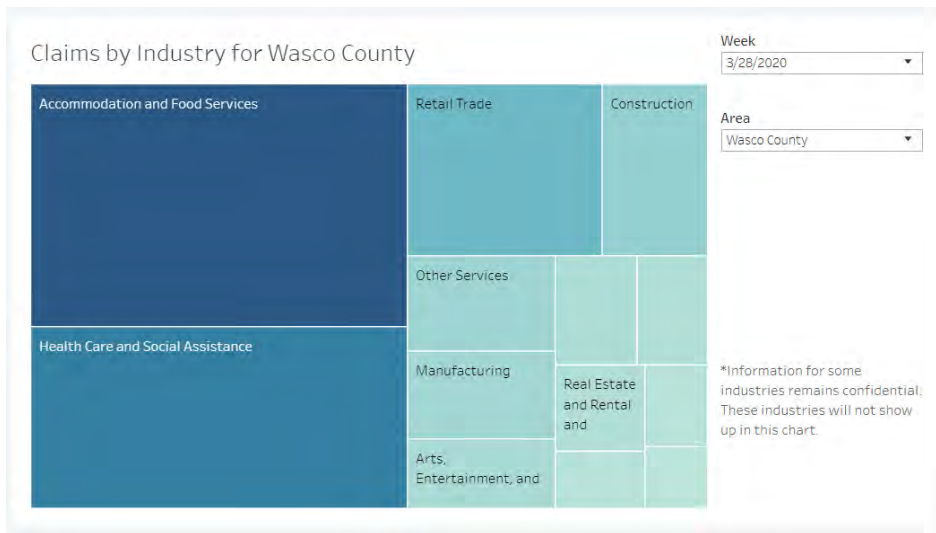 Claims by Industry for Wasco County
Accommodation and Food Services
Health Care and Social Assistance
Retail Trade
Construction
Other Services
Manufacturing
Arts,
Entertainment, and
Real Estate
and Rental
and
Week
3/28/2020
Area
Wasco County
*Information for some
industries remains confidential.
These industries will not show
up in this chart.